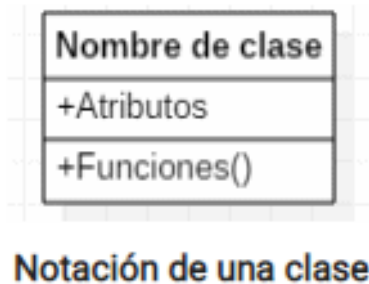 Nombre de clase
+Atributos
+Funciones()
Notación de una clase